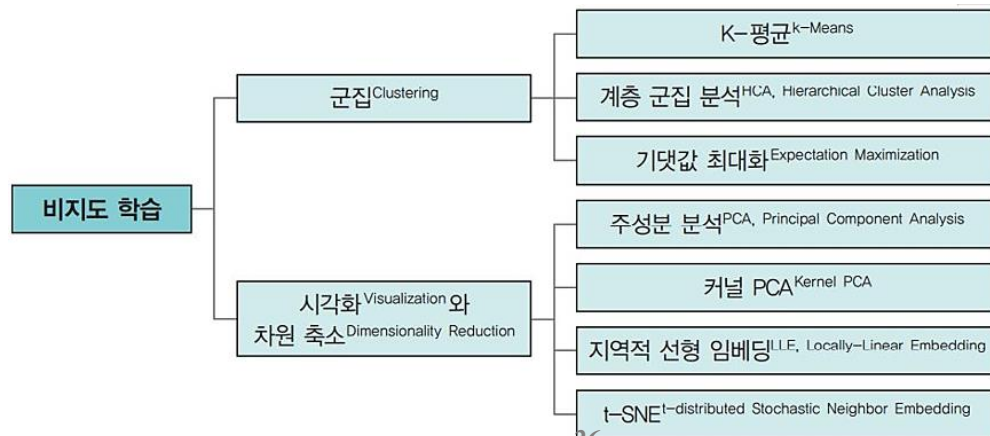 비지도 학습
군집Clustering
K-평균k-Means
계층 군집 분석HCA, Hierarchical Cluster Analysis
기댓값 최대화Expectation Maximization
시각화Visualization와
차원 축소Dimensionality Reduction
주성분 분석PCA, Principal Component Analysis
커널 PCAKernel PCA
지역적 선형 임베딩LLE, Locally-Linear Embedding
t-SNEt-distributed Stochastic Neighbor Embedding